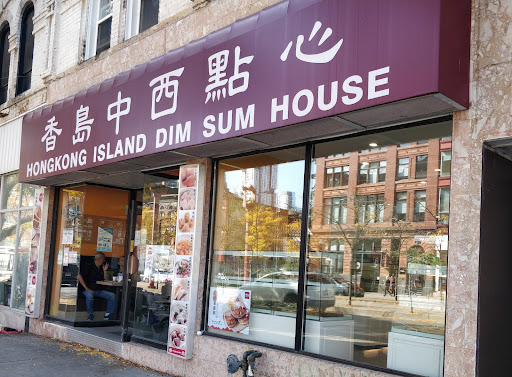 香島中西點心
HONGKONG ISLAND DIM SUM HOUSE